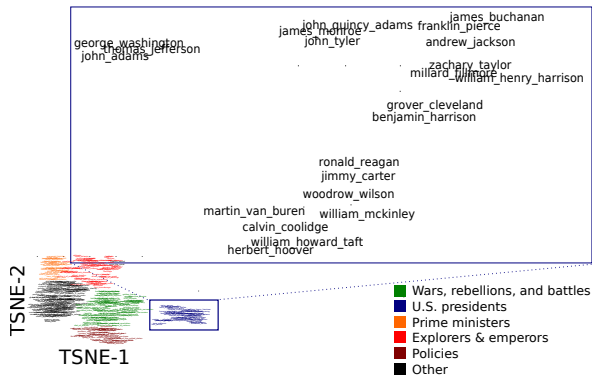 james_buchanan
john_quincy_adams
franklin_pierce
james_monroe
george_washington
john_tyler
andrew_jackson
thomas_jefferson
john_adams
zachary_taylor
millard_fillmore
william_henry_harrison
grover_cleveland
benjamin_harrison
ronald_reagan
jimmy_carter
woodrow_wilson
martin_van_buren
william_mckinley
calvin_coolidge
william_howard_taft
herbert_hoover
TSNE-2
TSNE-1
Wars, rebellions, and battles
U.S. presidents
Prime ministers
Explorers & emperors
Policies
Other